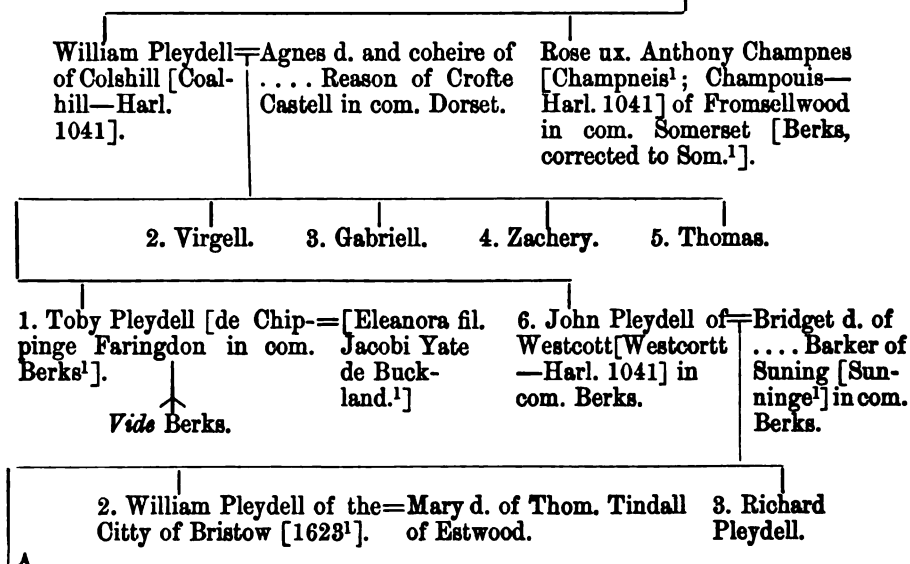 William Pleydell=Agnes d. and coheire of
of Colshill [Coal-
hill—Harl.
1041].
.... Reason of Crofte
Castell in com. Dorset.
Rose ux. Anthony Champnes
[Champneis¹; Champouis—
Harl. 1041] of Fromsellwood
in com. Somerset [Berks,
corrected to Som.¹].
2. Virgell.
3. Gabriell.
4. Zachery.
5. Thomas.
1. Toby Pleydell [de Chip-=[Eleanora fil.
pinge Faringdon in com.
Berks¹].
Jacobi Yate
de Buck-
land.¹]
Vide Berks.
6. John Pleydell of=Bridget d. of
Westcott[Westcortt
—Harl. 1041] in
com. Berks.
.... Barker of
Suning [Sun-
ninge¹] in com.
Berks.
2. William Pleydell of the=Mary d. of Thom. Tindall
Citty of Bristow [1623¹].
of Estwood.
3. Richard
Pleydell.
A